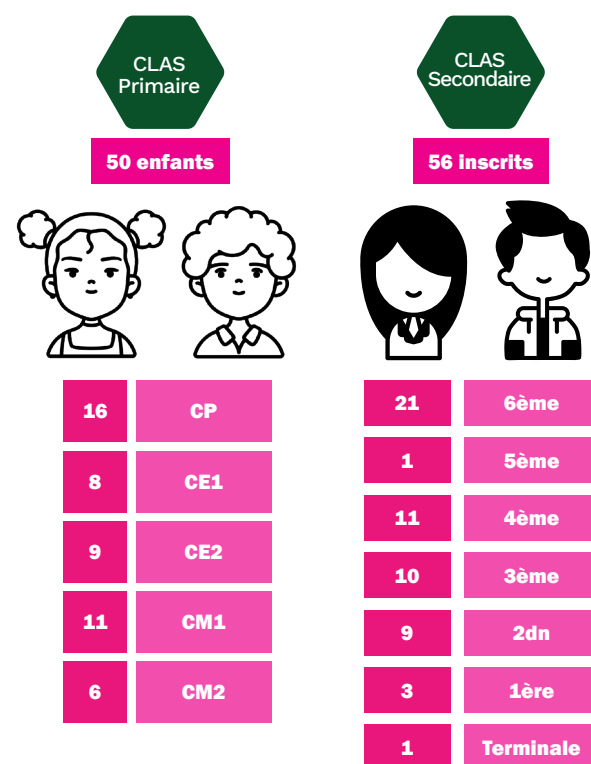 CLAS
Primaire
50 enfants
16 CP
8 CE1
9 CE2
11 CM1
6 CM2
CLAS
Secondaire
56 inscrits
21 6ème
1 5ème
11 4ème
10 3ème
9 2dn
3 1ère
1 Terminale